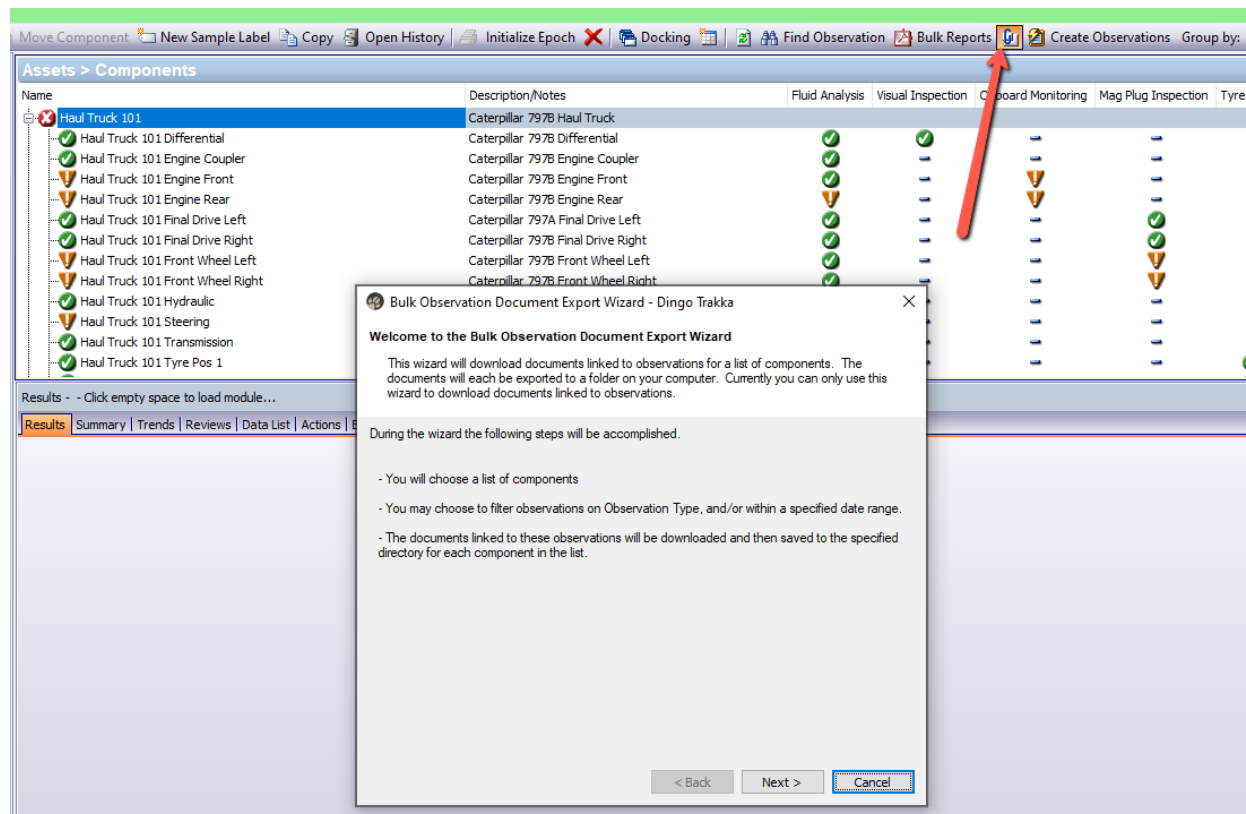 Move Component New Sample Label Copy Open History Initialize Epoch Docking Find Observation Bulk Reports Create Observations Group by:
Assets > Components
Name Description/Notes Fluid Analysis Visual Inspection Monitoring Mag Plug Inspection Tyre
Haul Truck 101 Caterpillar 797B Haul Truck
Haul Truck 101 Differential Caterpillar 797B Differential
Haul Truck 101 Engine Coupler Caterpillar 797B Engine Coupler
Haul Truck 101 Engine Front Caterpillar 797B Engine Front
Haul Truck 101 Engine Rear Caterpillar 797B Engine Rear
Haul Truck 101 Final Drive Left Caterpillar 797A Final Drive Left
Haul Truck 101 Final Drive Right Caterpillar 797B Final Drive Right
Haul Truck 101 Front Wheel Left Caterpillar 797B Front Wheel Left
Haul Truck 101 Front Wheel Right Caterpillar 797B Front Wheel Right
Haul Truck 101 Hydraulic
Haul Truck 101 Steering
Haul Truck 101 Transmission
Haul Truck 101 Tyre Pos 1
Results - - Click empty space to load module...
Results Summary Trends Reviews Data List Actions
Bulk Observation Document Export Wizard - Dingo Trakka
Welcome to the Bulk Observation Document Export Wizard
This wizard will download documents linked to observations for a list of components. The
documents will each be exported to a folder on your computer. Currently you can only use this
wizard to download documents linked to observations.
During the wizard the following steps will be accomplished.
- You will choose a list of components
- You may choose to filter observations on Observation Type, and/or within a specified date range.
- The documents linked to these observations will be downloaded and then saved to the specified
directory for each component in the list.
< Back Next > Cancel